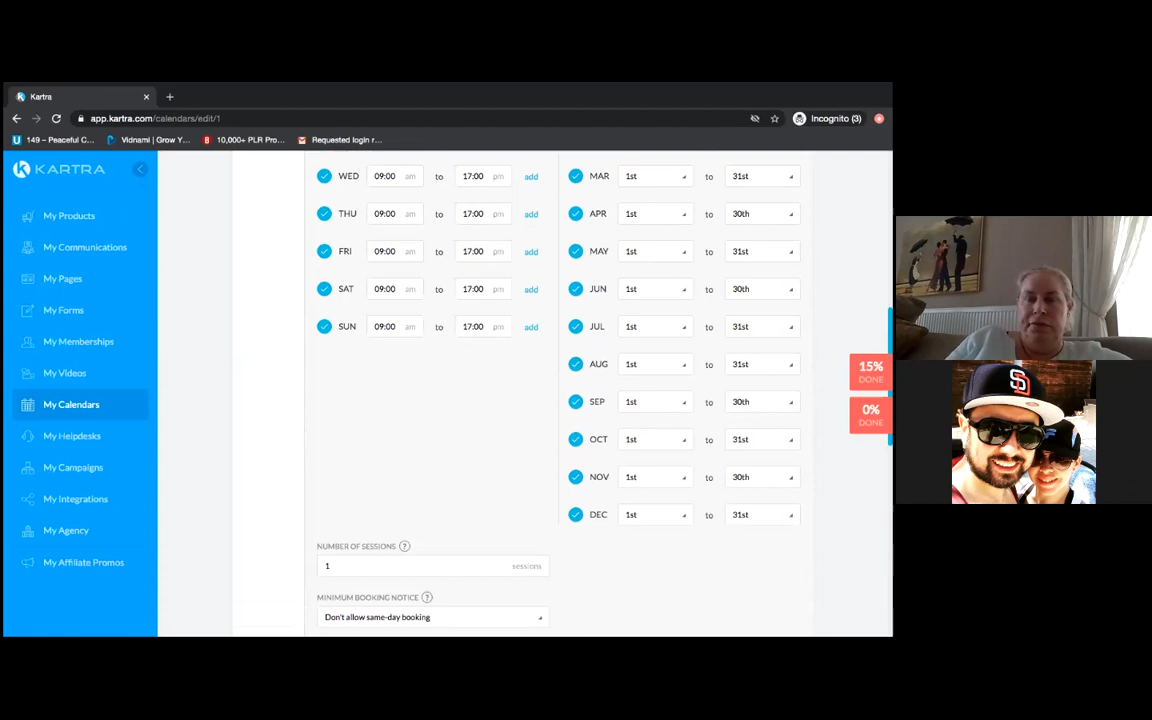 Kartra
app.kartra.com/calendars/edit/1
Incognito (3)
149 – Peaceful C...
Vidnami | Grow Y...
10,000+ PLR Pro...
Requested login r...
KARTRA
My Products
My Communications
My Pages
My Forms
My Memberships
My Videos
My Calendars
My Helpdesks
My Campaigns
My Integrations
My Agency
My Affiliate Promos
WED 09:00 am to 17:00 pm add
THU 09:00 am to 17:00 pm add
FRI 09:00 am to 17:00 pm add
SAT 09:00 am to 17:00 pm add
SUN 09:00 am to 17:00 pm add
MAR 1st to 31st
APR 1st to 30th
MAY 1st to 31st
JUN 1st to 30th
JUL 1st to 31st
AUG 1st to 31st
SEP 1st to 30th
OCT 1st to 31st
NOV 1st to 30th
DEC 1st to 31st
NUMBER OF SESSIONS ?
1 sessions
MINIMUM BOOKING NOTICE ?
Don't allow same-day booking
15%
DONE
0%
DONE
SD